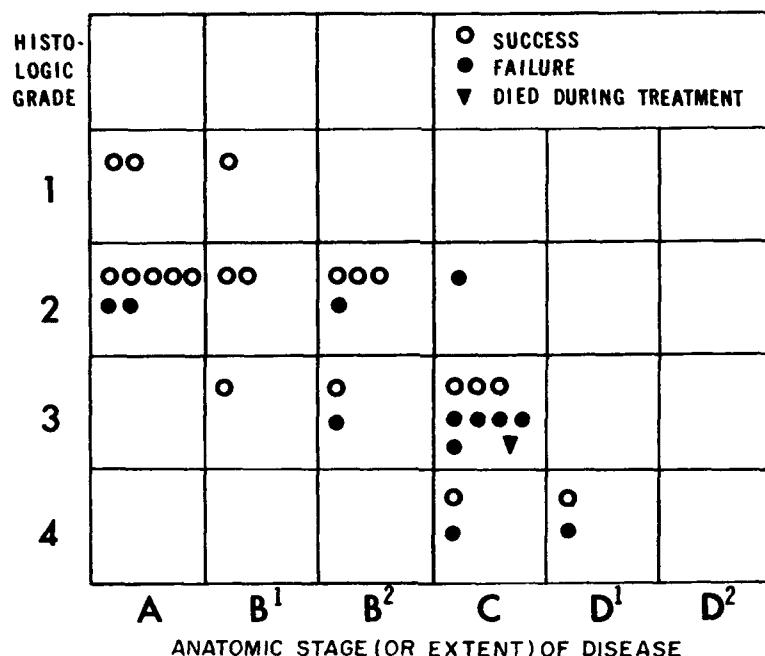 HISTO-
LOGIC
GRADE
SUCCESS
FAILURE
DIED DURING TREATMENT
1
2
3
4
A B¹ B² C D¹ D²
ANATOMIC STAGE (OR EXTENT) OF DISEASE